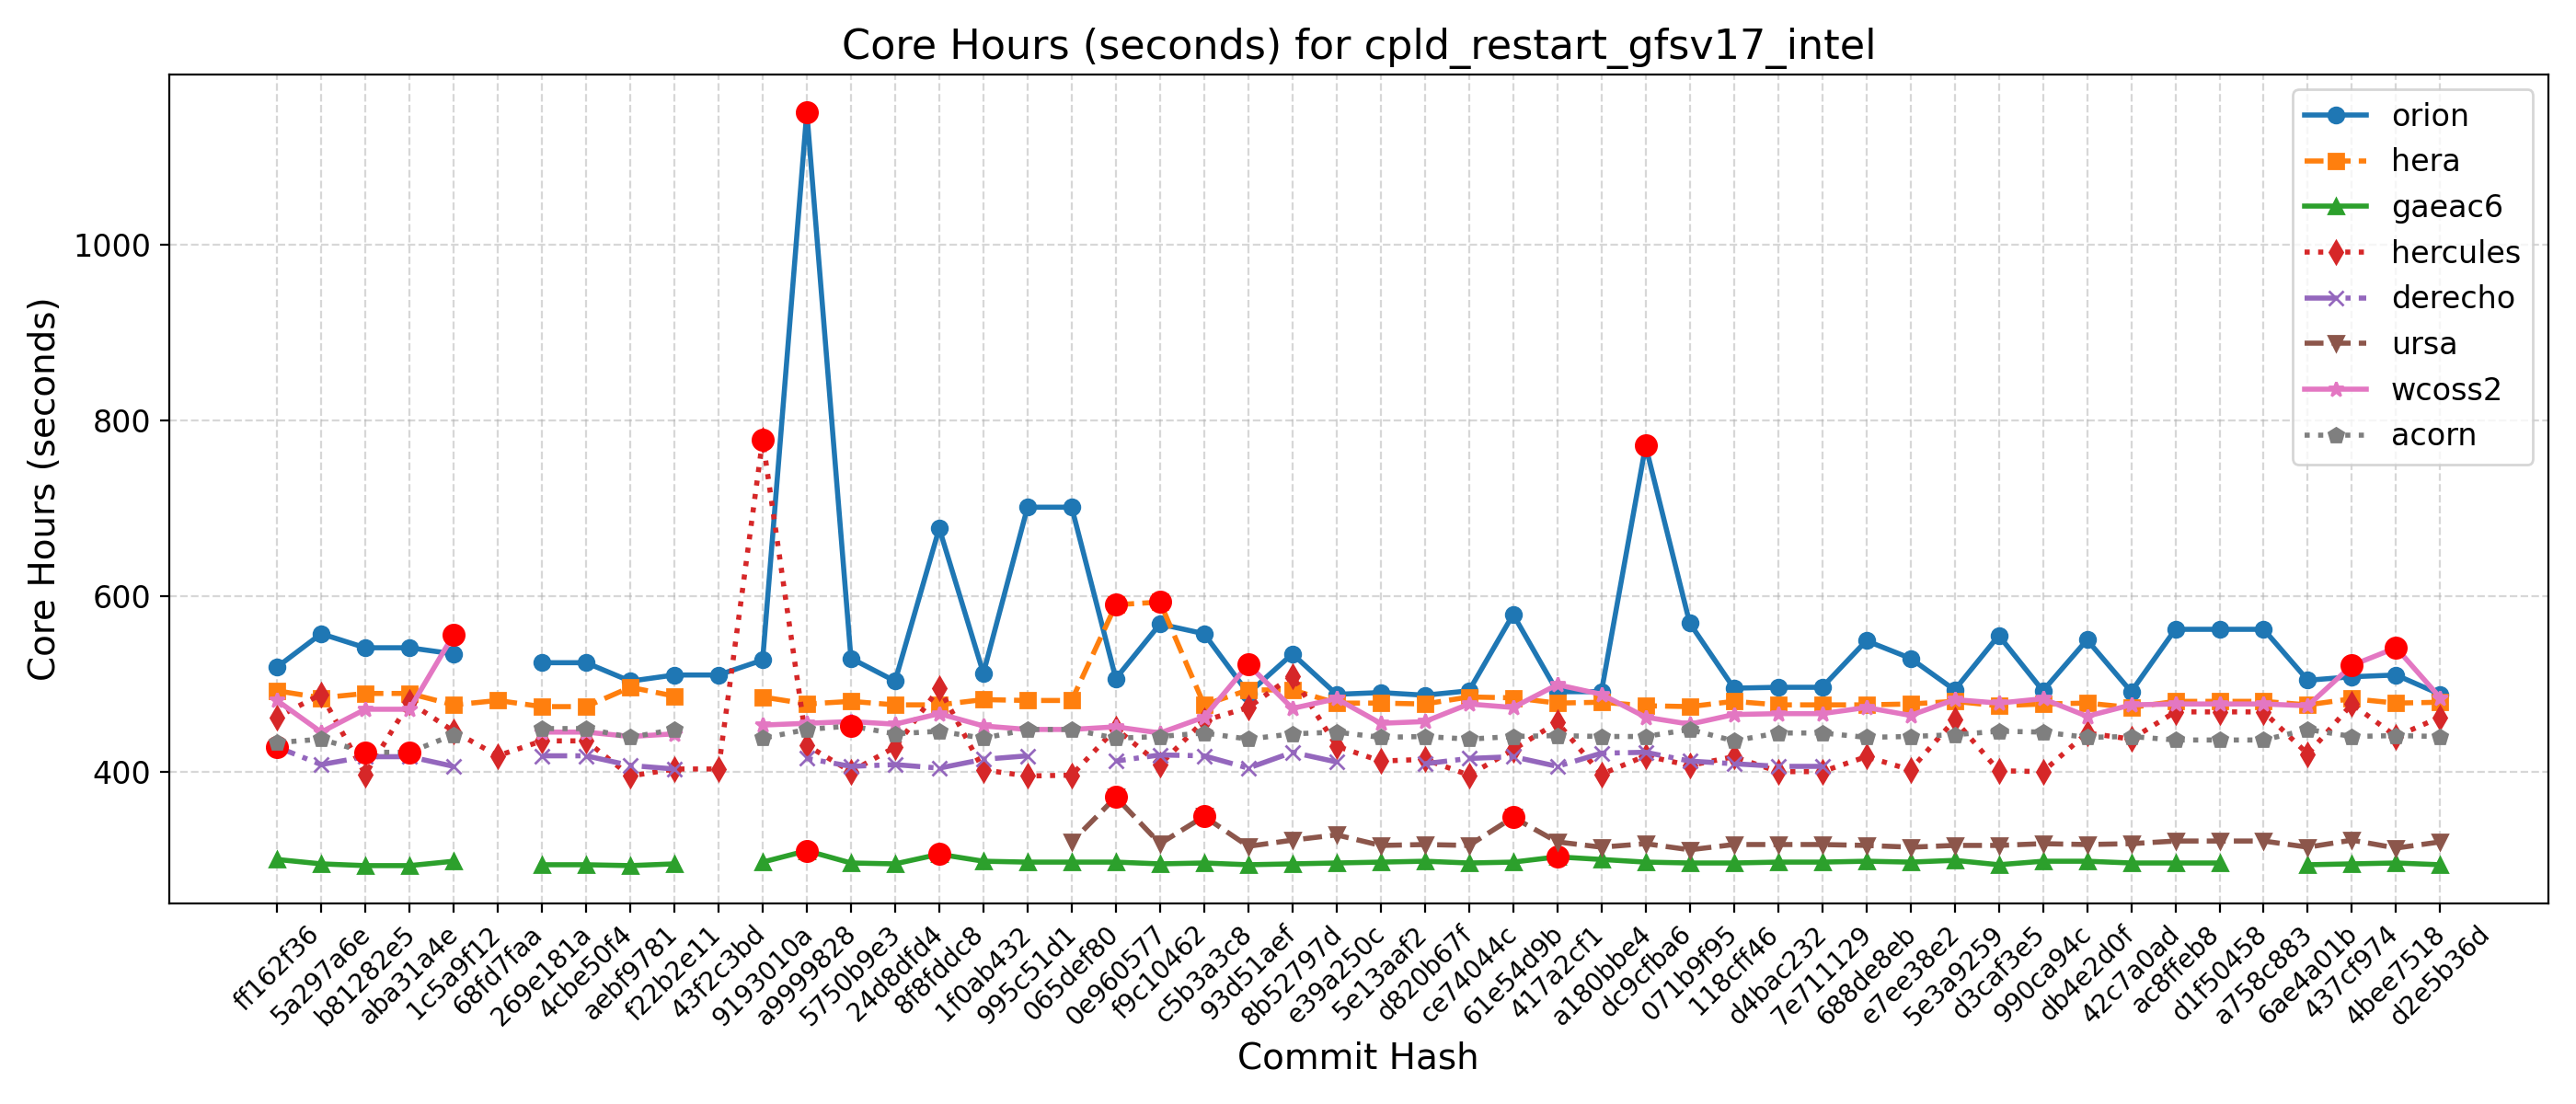 Core Hours (seconds) for cpld_restart_gfsv17_intel
Core Hours (seconds)
1000
800
600
400
orion
hera
gaeac6
hercules
derecho
ursa
wcoss2
acorn
ff162f36
5a297a6e
b81282e5
aba31a4e
1c5a9f12
68fd7faa
269e181a
4cbe50f4
aebf9781
f22b2e11
43f2c3bd
9193010a
a9999828
5750b9e3
24d8dfd4
8f8fddc8
1f0ab432
995c51d1
065def80
0e960577
f9c10462
c5b3a3c8
93d51aef
8b52797d
e39a250c
5e13aaf2
d820b67f
ce74044c
61e54d9b
417a2cf1
a180bbe4
dc9cfba6
071b9f95
118cff46
d4bac232
7e711129
688de8eb
e7ee38e2
5e3a9259
d3caf3e5
990ca94c
db4e2d0f
42c7a0ad
ac8ffeb8
d1f50458
a758c883
6ae4a01b
437cf974
4bee7518
d2e5b36d
Commit Hash